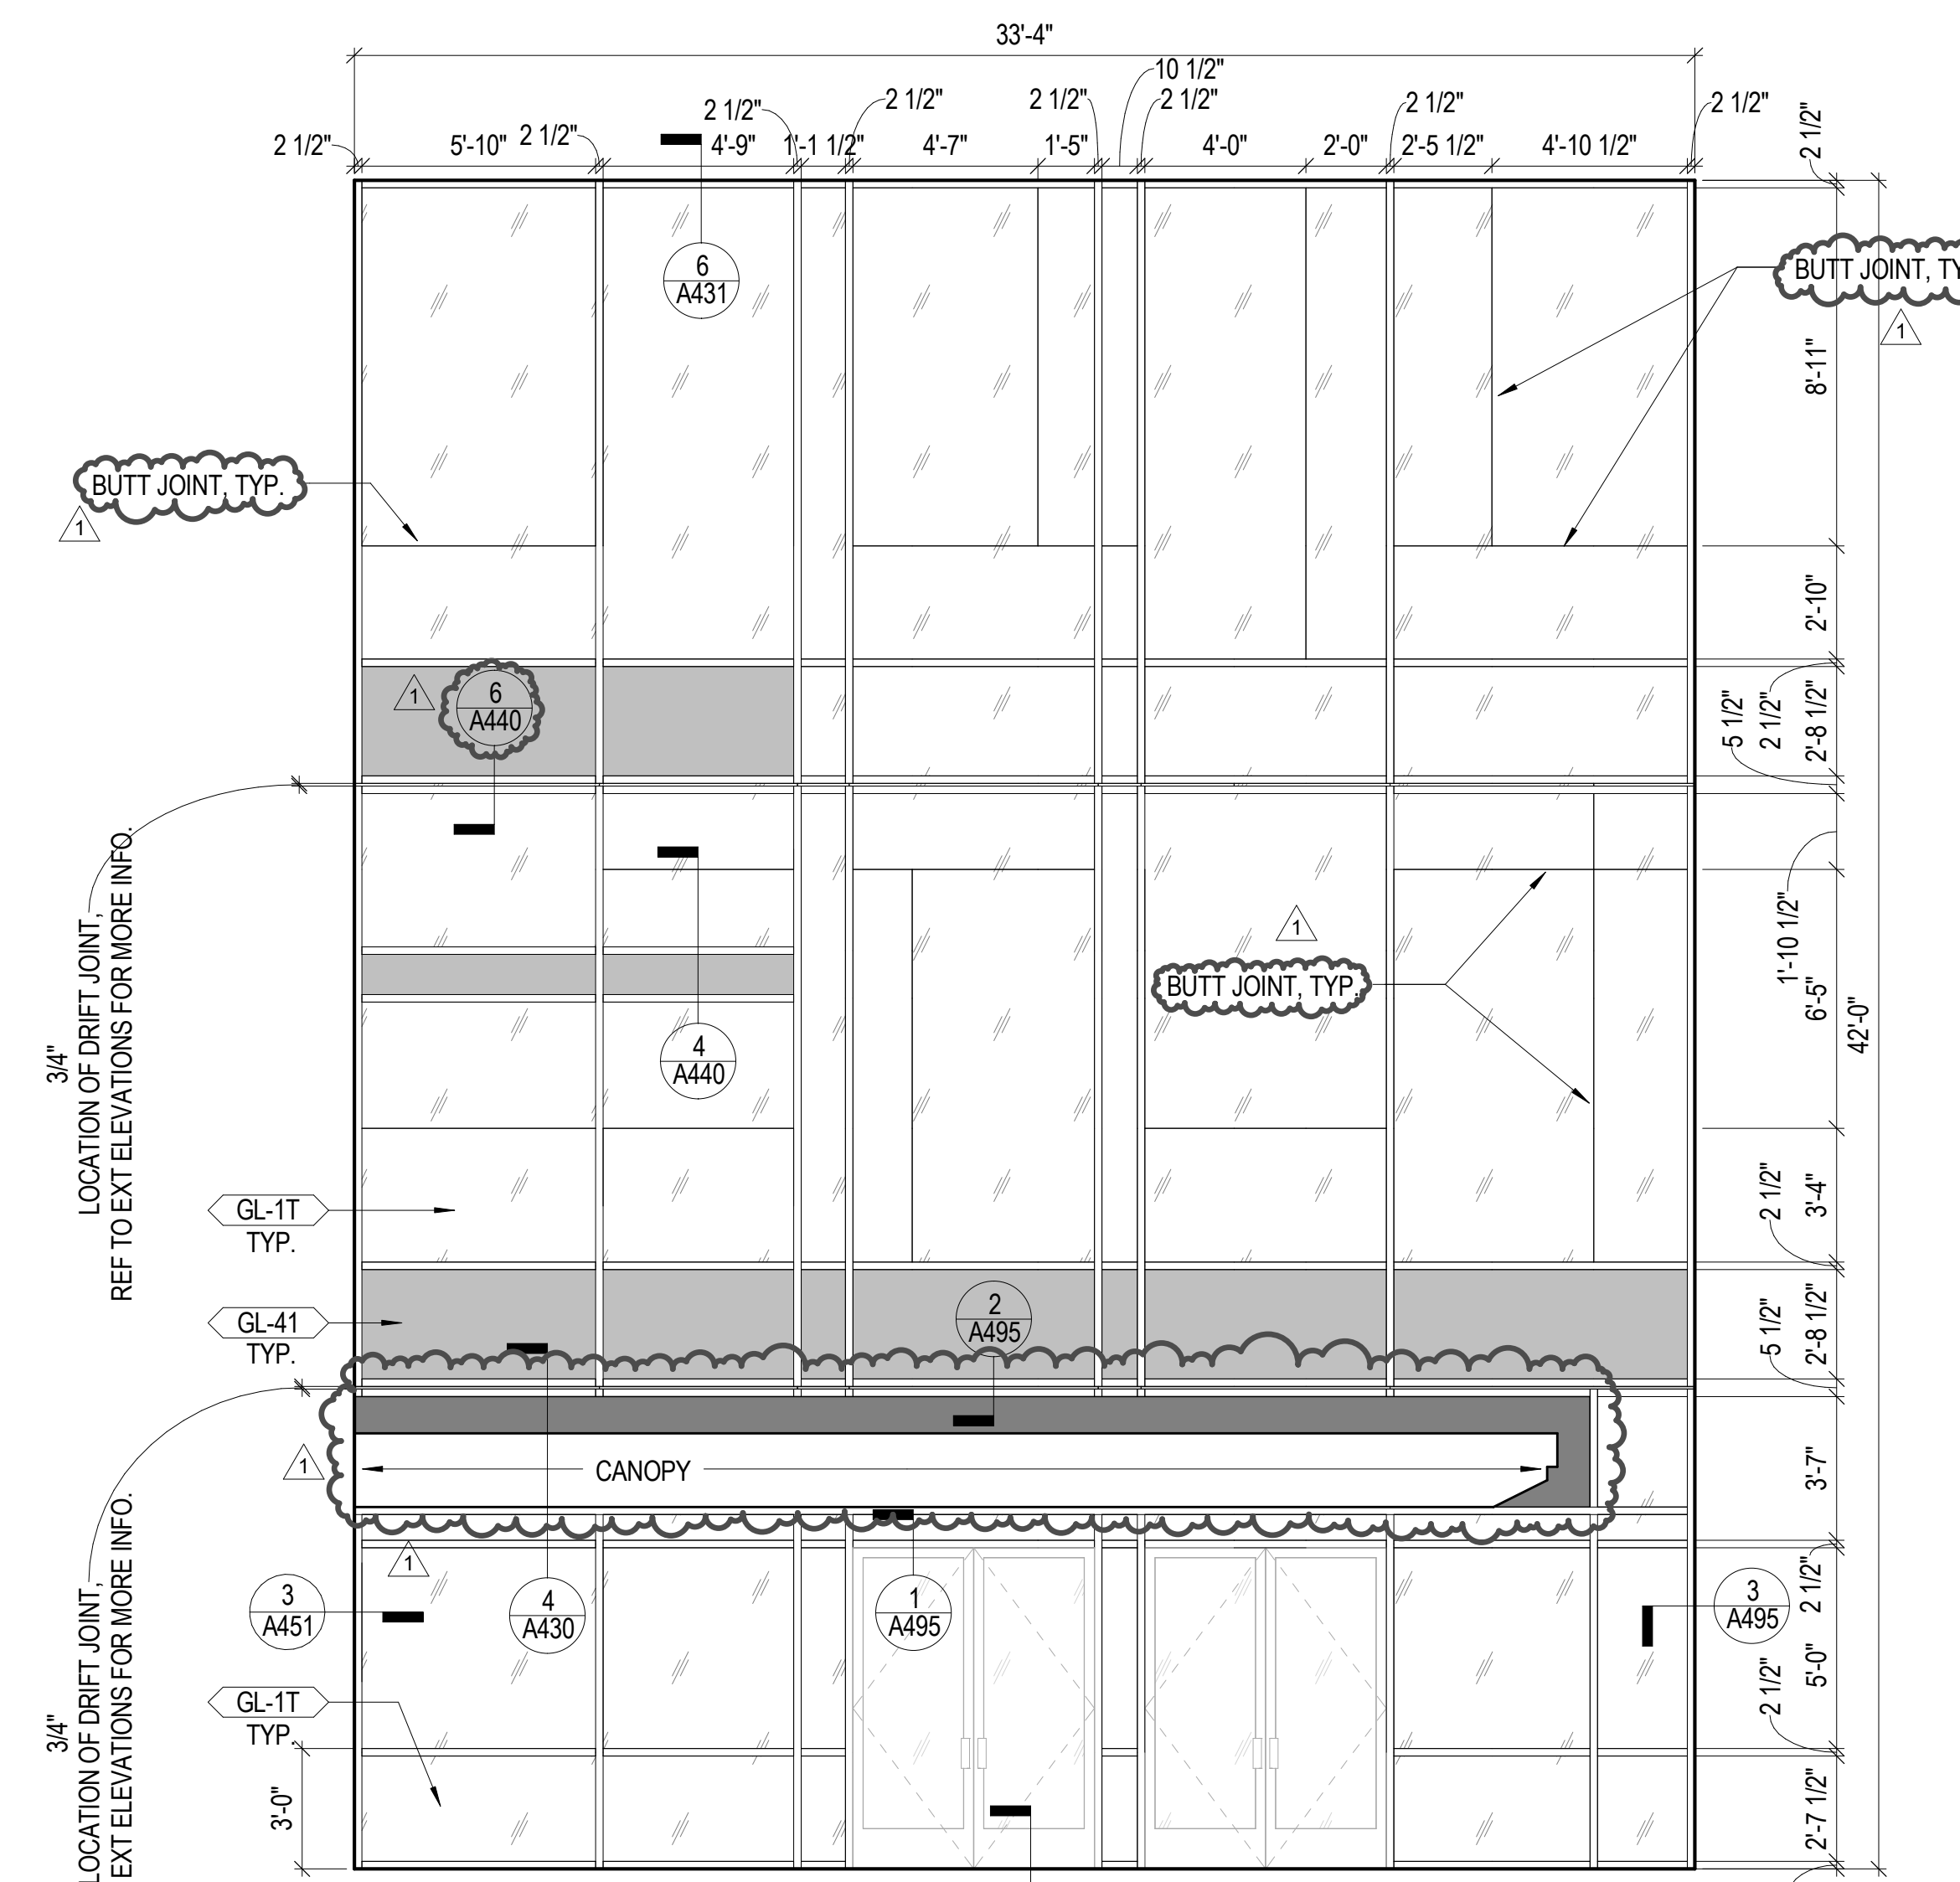 33'-4"
10 1/2"
2 1/2"
2 1/2"
2 1/2"
2 1/2"
2 1/2"
2 1/2"
2 1/2"
5'-10"
2 1/2"
4'-9"
1'-1 1/2"
4'-7"
1'-5"
4'-0"
2'-0"
2'-5 1/2"
4'-10 1/2"
2 1/2"
6
A431
BUTT JOINT, TY
1
8'-11"
BUTT JOINT, TYP.
1
2'-10"
1
6
A440
5 1/2"
2 1/2"
2'-8 1/2"
3/4"
LOCATION OF DRIFT JOINT,
REF TO EXT ELEVATIONS FOR MORE INFO.
1
BUTT JOINT, TYP.
1'-10 1/2"
6'-5"
42'-0"
4
A440
GL-1T
TYP.
2 1/2"
3'-4"
GL-41
TYP.
2
A495
5 1/2"
2'-8 1/2"
1
CANOPY
3'-7"
3/4"
LOCATION OF DRIFT JOINT,
EXT ELEVATIONS FOR MORE INFO.
1
3
A451
4
A430
1
A495
3
A495
2 1/2"
5'-0"
2 1/2"
GL-1T
TYP.
3'-0"
2'-7 1/2"